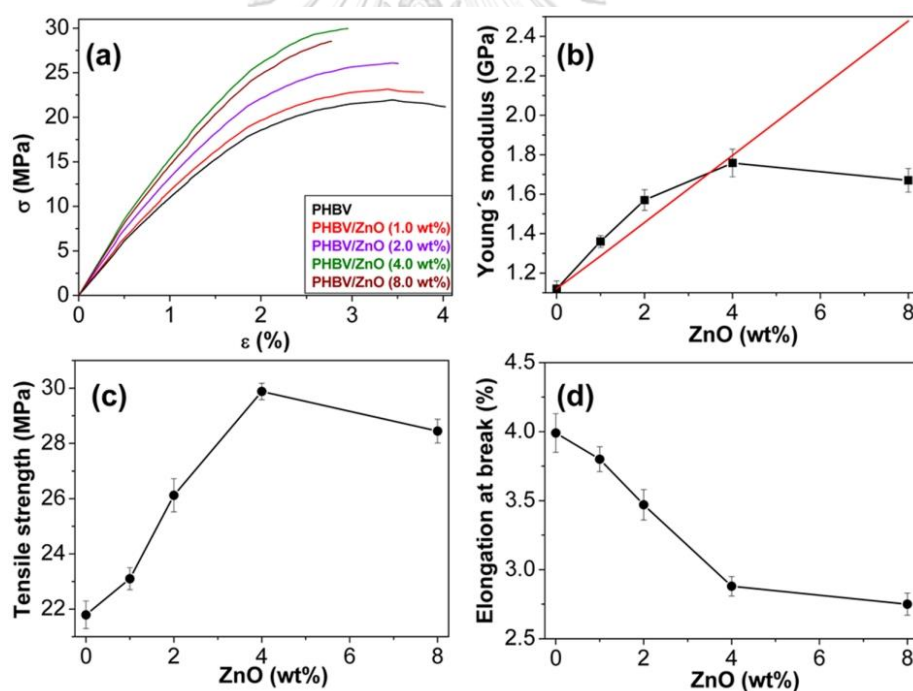 (a)
30
25
20
15
10
5
0
σ (MPa)
0 1 2 3 4
ε (%)
PHBV
PHBV/ZnO (1.0 wt%)
PHBV/ZnO (2.0 wt%)
PHBV/ZnO (4.0 wt%)
PHBV/ZnO (8.0 wt%)
(b)
2.4
2.2
2.0
1.8
1.6
1.4
1.2
Young´s modulus (GPa)
0 2 4 6 8
ZnO (wt%)
(c)
32
30
28
26
24
22
Tensile strength (MPa)
0 2 4 6 8
ZnO (wt%)
(d)
4.5
4.0
3.5
3.0
2.5
Elongation at break (%)
0 2 4 6 8
ZnO (wt%)